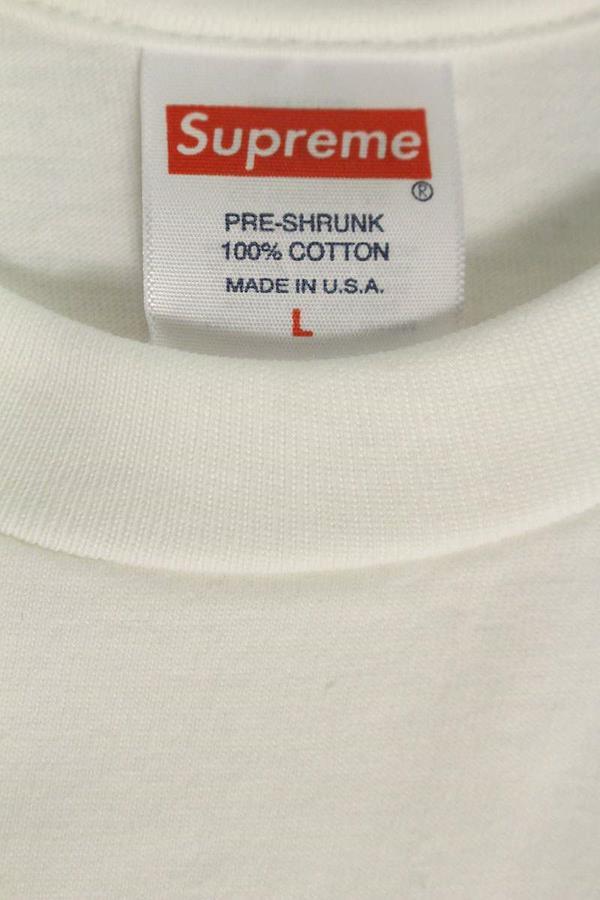 Supreme
®
PRE-SHRUNK
100% COTTON
MADE IN U.S.A.
L